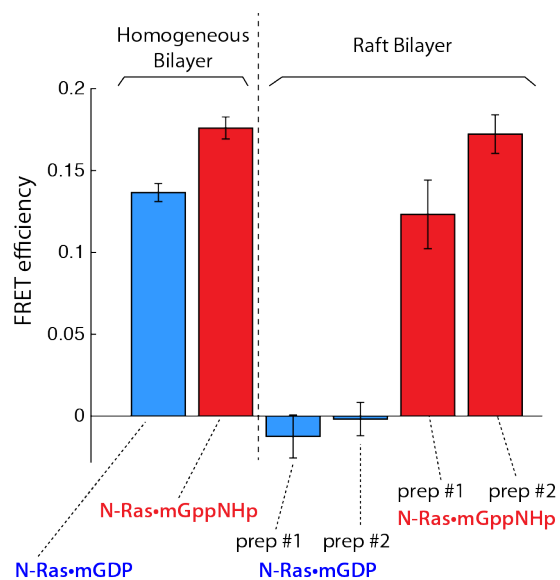 Homogeneous
Bilayer
Raft Bilayer
0.2
0.15
0.1
0.05
0
FRET efficiency
prep #1
prep #2
N-Ras•mGppNHp
N-Ras•mGppNHp
prep #1
prep #2
N-Ras•mGDP
N-Ras•mGDP